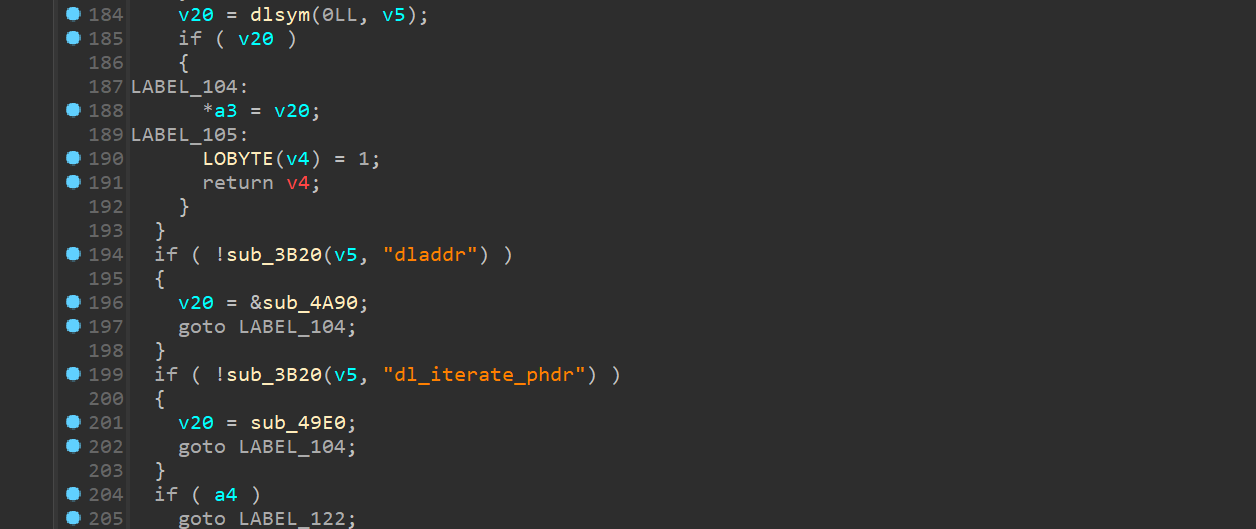 184 v20 = dlsym(0LL, v5);
185 if ( v20 )
186 {
187 LABEL_104:
188 *a3 = v20;
189 LABEL_105:
190 LOBYTE(v4) = 1;
191 return v4;
192 }
193 }
194 if ( !sub_3B20(v5, "dladdr") )
195 {
196 v20 = &sub_4A90;
197 goto LABEL_104;
198 }
199 if ( !sub_3B20(v5, "dl_iterate_phdr") )
200 {
201 v20 = sub_49E0;
202 goto LABEL_104;
203 }
204 if ( a4 )
205 goto LABEL_122;